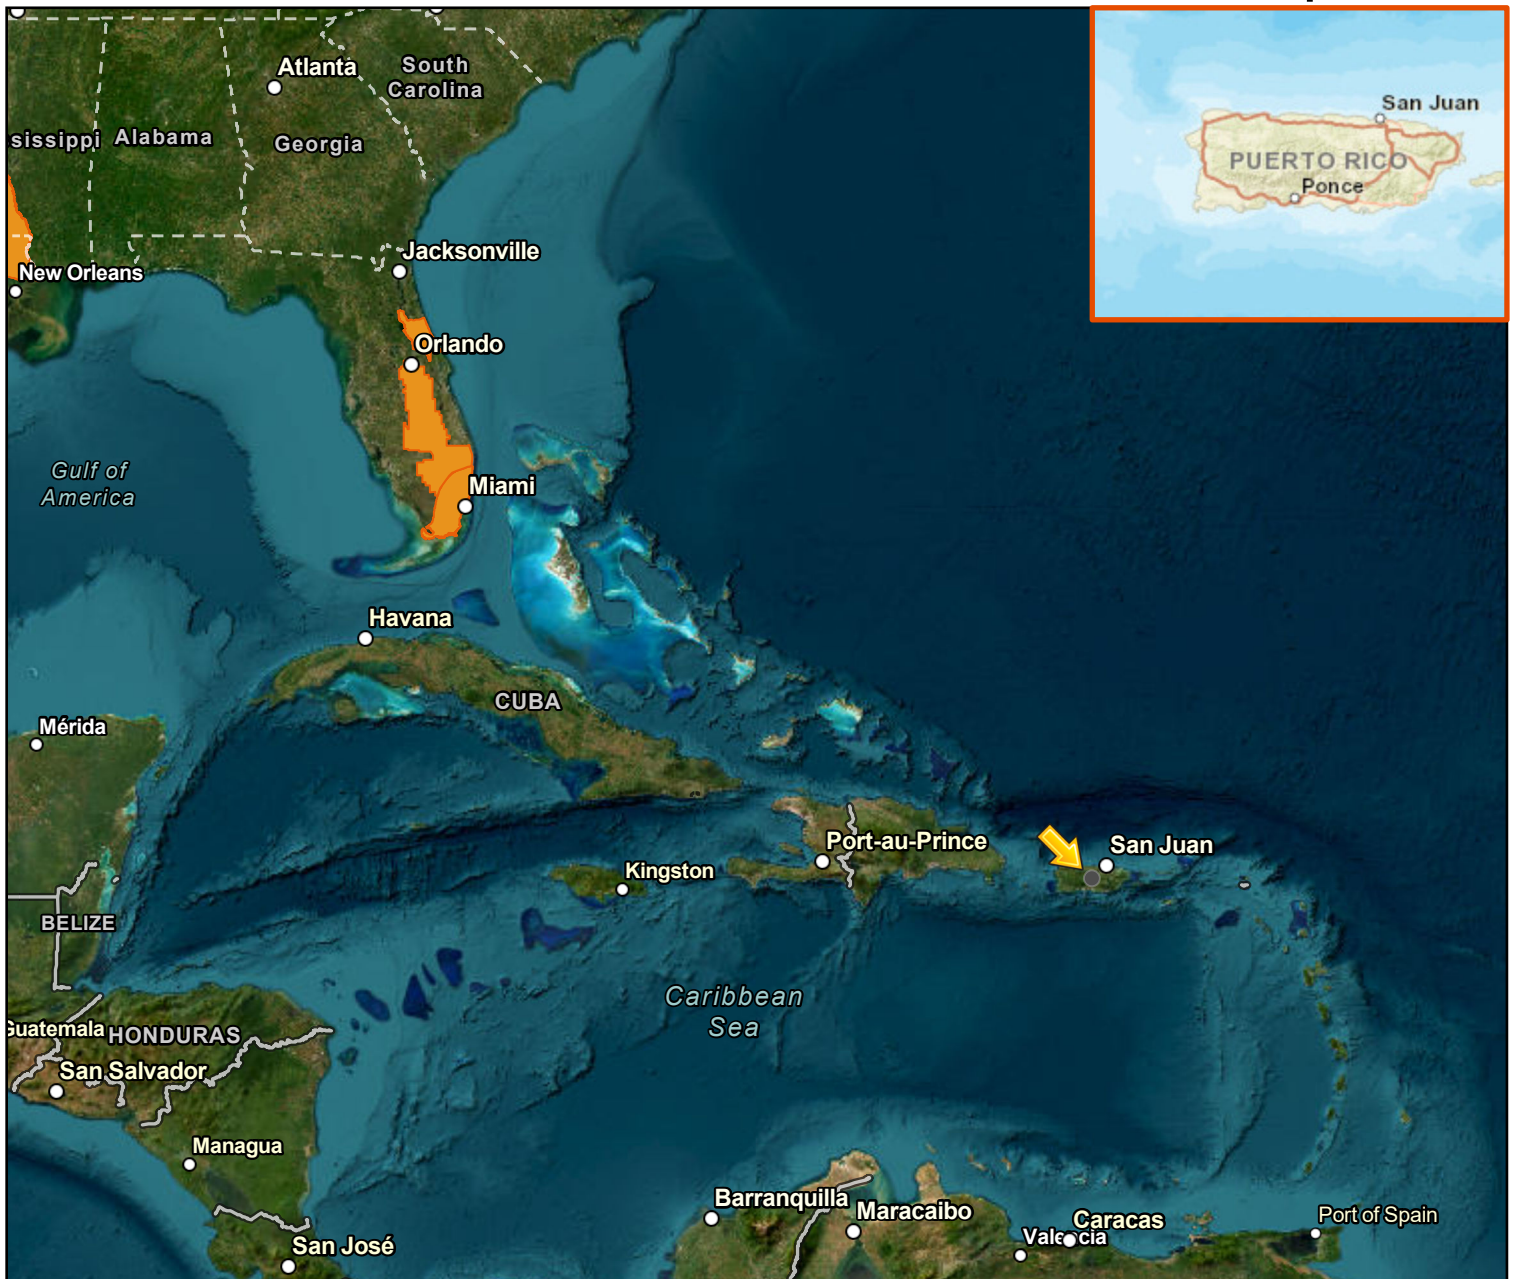 Atlanta
South
Carolina
sissippi
Alabama
Georgia
San Juan
PUERTO RICO
Ponce
Jacksonville
New Orleans
Orlando
Gulf of
America
Miami
Havana
CUBA
Mérida
Port-au-Prince
San Juan
Kingston
BELIZE
Caribbean
Sea
Guatemala
HONDURAS
San Salvador
Managua
Barranquilla
Maracaibo
Caracas
Port of Spain
Valencia
San José